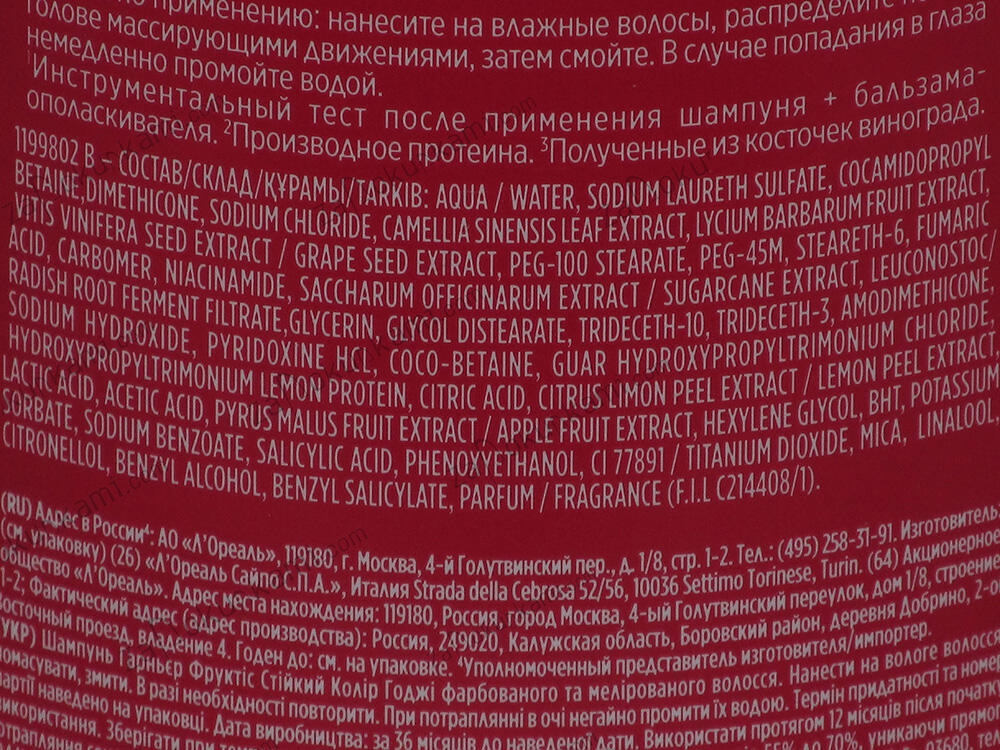 применению: нанесите на влажные волосы, распределите
голове массирующими движениями, затем смойте. В случае попадания в глаза
немедленно промойте водой.
¹Инструментальный тест после применения шампуня + бальзама-
ополаскивателя. ²Производное протеина. ³Полученные из косточек винограда.
1199802 B – СОСТАВ/СКЛАД/ҚҰРАМЫ/TARKIB: AQUA / WATER, SODIUM LAURETH SULFATE, COCAMIDOPROPYL
BETAINE,DIMETHICONE, SODIUM CHLORIDE, CAMELLIA SINENSIS LEAF EXTRACT, LYCIUM BARBARUM FRUIT EXTRACT,
VITIS VINIFERA SEED EXTRACT / GRAPE SEED EXTRACT, PEG-100 STEARATE, PEG-45M, STEARETH-6, FUMARIC
ACID, CARBOMER, NIACINAMIDE, SACCHARUM OFFICINARUM EXTRACT / SUGARCANE EXTRACT, LEUCONOSTOC/
RADISH ROOT FERMENT FILTRATE,GLYCERIN, GLYCOL DISTEARATE, TRIDECETH-10, TRIDECETH-3, AMODIMETHICONE,
SODIUM HYDROXIDE, PYRIDOXINE HCL, COCO-BETAINE, GUAR HYDROXYPROPYLTRIMONIUM CHLORIDE,
HYDROXYPROPYLTRIMONIUM LEMON PROTEIN, CITRIC ACID, CITRUS LIMON PEEL EXTRACT / LEMON PEEL EXTRACT,
LACTIC ACID, ACETIC ACID, PYRUS MALUS FRUIT EXTRACT / APPLE FRUIT EXTRACT, HEXYLENE GLYCOL, BHT, POTASSIUM
SORBATE, SODIUM BENZOATE, SALICYLIC ACID, PHENOXYETHANOL, CI 77891 / TITANIUM DIOXIDE, MICA, LINALOOL,
CITRONELLOL, BENZYL ALCOHOL, BENZYL SALICYLATE, PARFUM / FRAGRANCE (F.I.L C214408/1).
(RU) Адрес в России⁴: АО «Л’Ореаль», 119180, г. Москва, 4-й Голутвинский пер., д. 1/8, стр. 1-2. Тел.: (495) 258-31-91. Изготовитель
(см. упаковку) (26) «Л’Ореаль Сайпо С.П.А.», Италия Strada della Cebrosa 52/56, 10036 Settimo Torinese, Turin. (64) Акционерное
общество «Л’Ореаль». Адрес места нахождения: 119180, Россия, город Москва, 4-ый Голутвинский переулок, дом 1/8, строение
1-2; Фактический адрес (адрес производства): Россия, 249020, Калужская область, Боровский район, деревня Добрино, 2-о
Восточный проезд, владение 4. Годен до: см. на упаковке. ⁴Уполномоченный представитель изготовителя/импортер.
(УКР) Шампунь Гарньєр Фруктіс Стійкий Колір Годжі фарбованого та мелірованого волосся. Нанести на вологе волосся
помасувати, змити. В разі необхідності повторити. При потраплянні в очі негайно промити їх водою. Термін придатності та номер
партії наведено на упаковці. Дата виробництва: за 36 місяців до наведеної дати. Використати протягом 12 місяців після початку
використання. Зберігати при 70%, уникаючи прямо